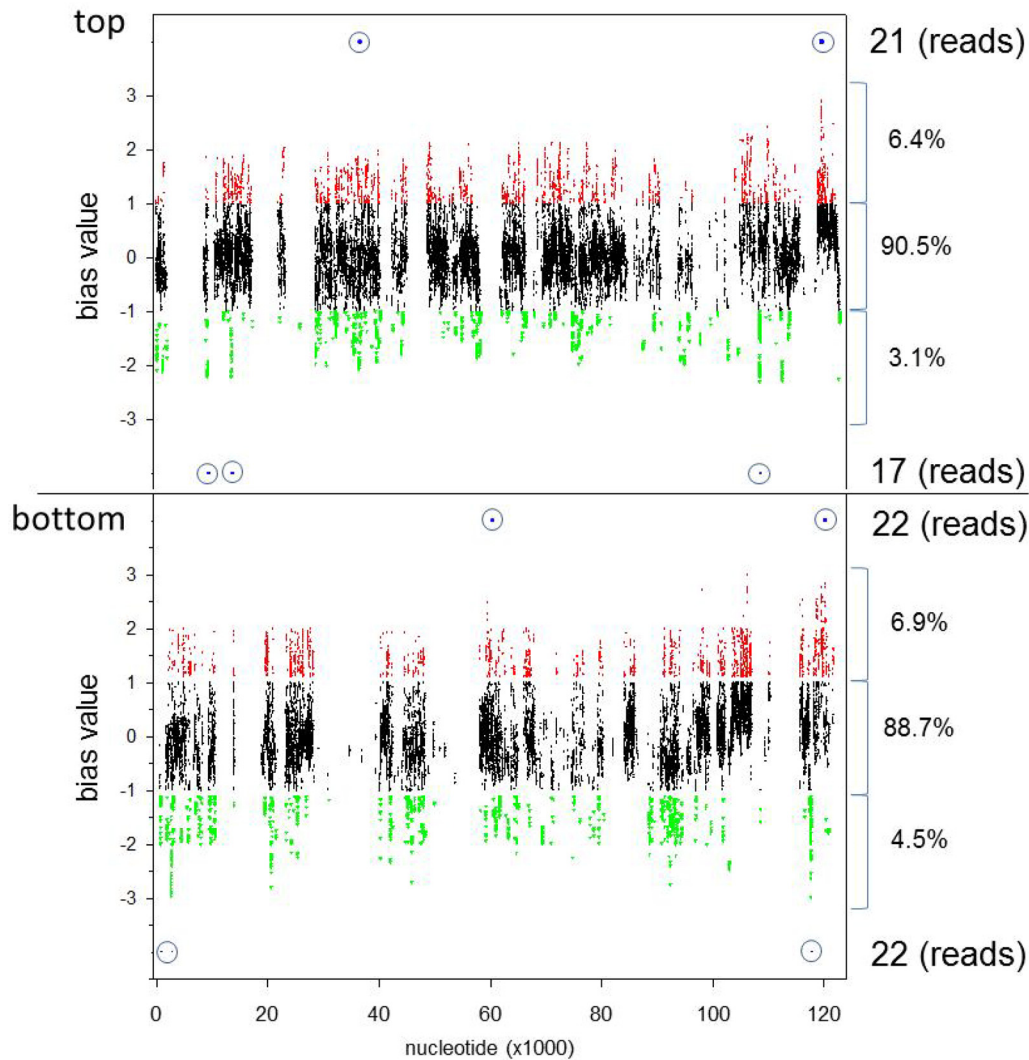 top
21 (reads)
3
2
1
0
-1
-2
-3
bias value
6.4%
90.5%
3.1%
17 (reads)
bottom
22 (reads)
3
2
1
0
-1
-2
-3
bias value
6.9%
88.7%
4.5%
22 (reads)
0 20 40 60 80 100 120
nucleotide (x1000)